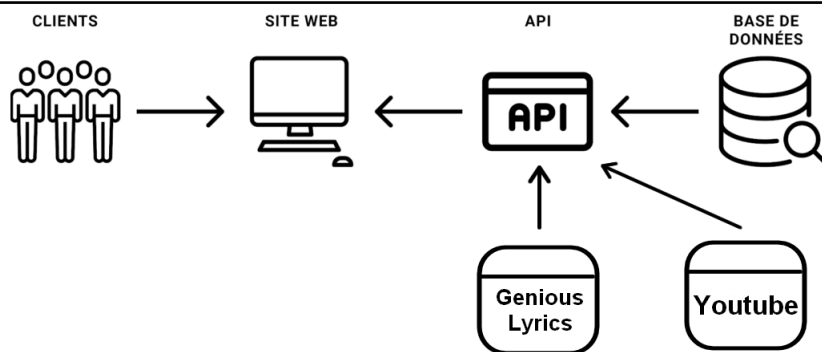 CLIENTS
SITE WEB
API
BASE DE
DONNÉES
API
Genious
Lyrics
Youtube